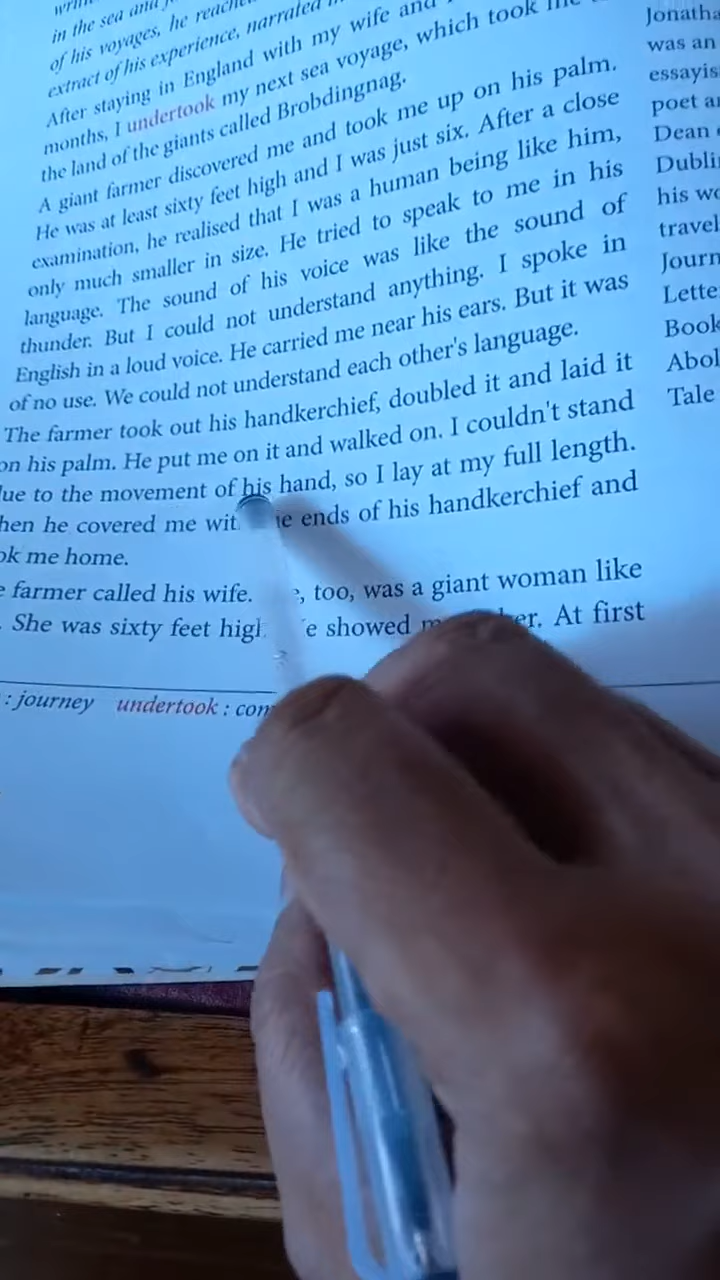 in the sea and
of his voyages, he reache
extract of his experience, narrated
After staying in England with my wife and
months, I undertook my next sea voyage, which took
the land of the giants called Brobdingnag.
A giant farmer discovered me and took me up on his palm.
He was at least sixty feet high and I was just six. After a close
examination, he realised that I was a human being like him,
only much smaller in size. He tried to speak to me in his
language. The sound of his voice was like the sound of
thunder. But I could not understand anything. I spoke in
English in a loud voice. He carried me near his ears. But it was
of no use. We could not understand each other's language.
The farmer took out his handkerchief, doubled it and laid it
on his palm. He put me on it and walked on. I couldn't stand
lue to the movement of his hand, so I lay at my full length.
hen he covered me wit e ends of his handkerchief and
ok me home.
e farmer called his wife. e, too, was a giant woman like
. She was sixty feet high e showed m er. At first
: journey undertook : com
Jonatha
was an
essayis
poet a
Dean
Dubli
his wo
travel
Journ
Lette
Book
Abol
Tale